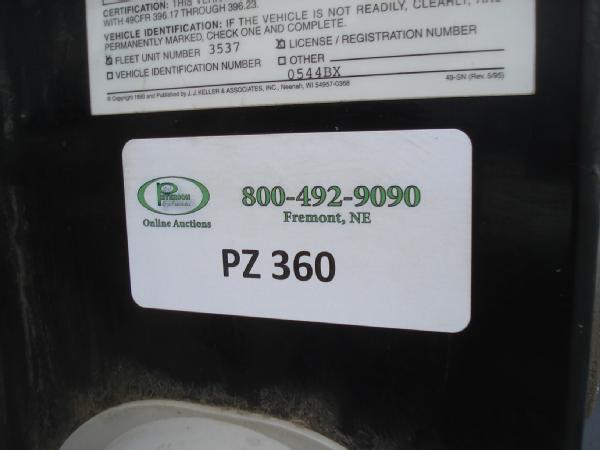 CERTIFICATION: THIS
WITH 49CFR 396.17 THROUGH 396.23.
VEHICLE IDENTIFICATION: IF THE VEHICLE IS NOT READILY, CLEARLY, AND
PERMANENTLY MARKED, CHECK ONE AND COMPLETE.
FLEET UNIT NUMBER 3537 LICENSE / REGISTRATION NUMBER
VEHICLE IDENTIFICATION NUMBER OTHER
0544BX
© Copyright 1995 and Published by J. J. KELLER & ASSOCIATES, INC., Neenah, WI 54957-0368 49-SN (Rev. 5/95)
PETERSON
Online Auctions
800-492-9090
Fremont, NE
PZ 360